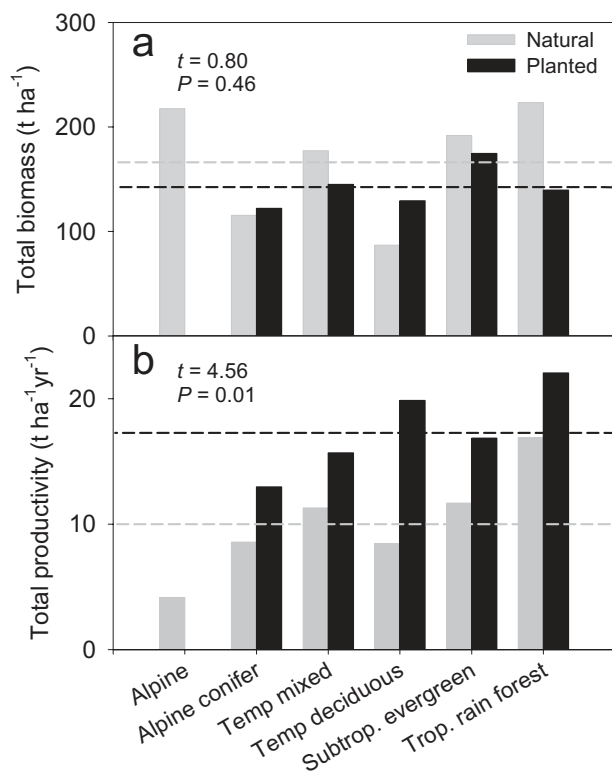 300
a
t = 0.80
P = 0.46
Natural
Planted
200
100
0
Total biomass (t ha⁻¹)
b
t = 4.56
P = 0.01
20
10
0
Total productivity (t ha⁻¹yr⁻¹)
Alpine
Alpine conifer
Temp mixed
Temp deciduous
Subtrop. evergreen
Trop. rain forest